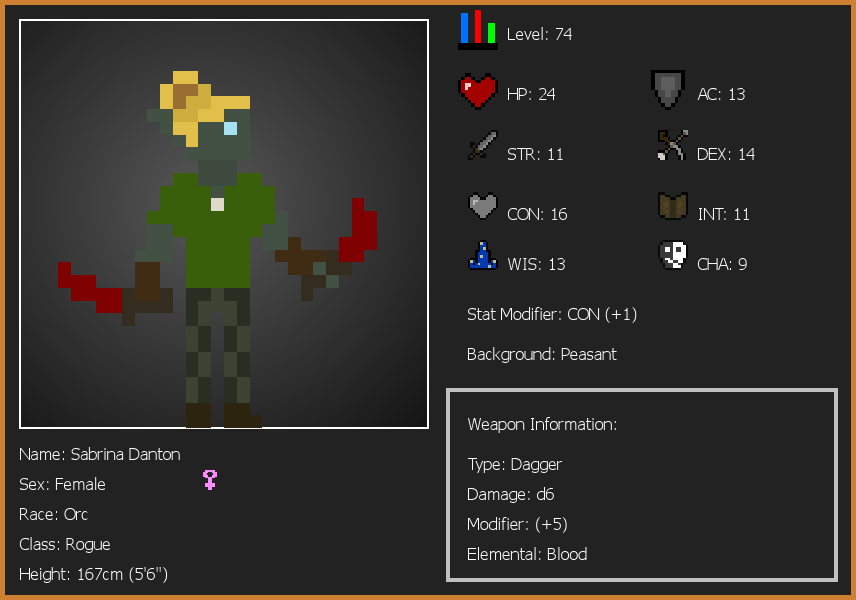 Level: 74
HP: 24
AC: 13
STR: 11
DEX: 14
CON: 16
INT: 11
WIS: 13
CHA: 9
Stat Modifier: CON (+1)
Background: Peasant
Weapon Information:
Type: Dagger
Damage: d6
Modifier: (+5)
Elemental: Blood
Name: Sabrina Danton
Sex: Female
Race: Orc
Class: Rogue
Height: 167cm (5'6")